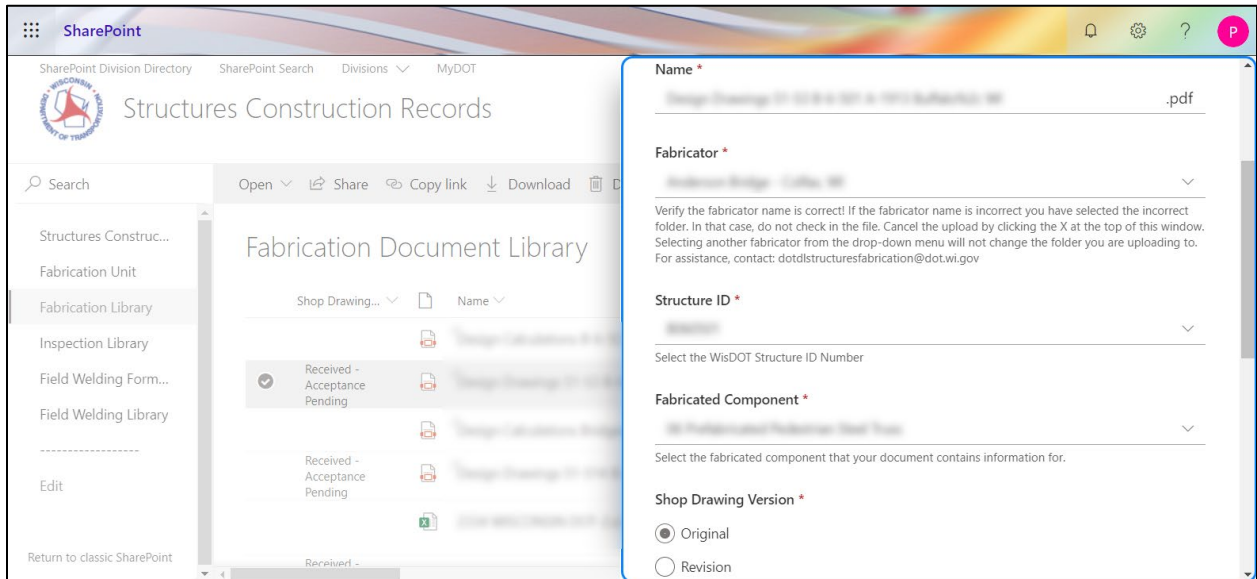 SharePoint
P
SharePoint Division Directory SharePoint Search Divisions MyDOT
WISCONSIN
DEPARTMENT OF TRANSPORTATION
Structures Construction Records
Search
Open Share Copy link Download D
Structures Construc...
Fabrication Unit
Fabrication Library
Inspection Library
Field Welding Form...
Field Welding Library
-----------------
Edit
Return to classic SharePoint
Fabrication Document Library
Shop Drawing... Name
Received -
Acceptance
Pending
Received -
Acceptance
Pending
Received -
Name *
.pdf
Fabricator *
Verify the fabricator name is correct! If the fabricator name is incorrect you have selected the incorrect
folder. In that case, do not check in the file. Cancel the upload by clicking the X at the top of this window.
Selecting another fabricator from the drop-down menu will not change the folder you are uploading to.
For assistance, contact: dotdlstructuresfabrication@dot.wi.gov
Structure ID *
Select the WisDOT Structure ID Number
Fabricated Component *
Select the fabricated component that your document contains information for.
Shop Drawing Version *
Original
Revision